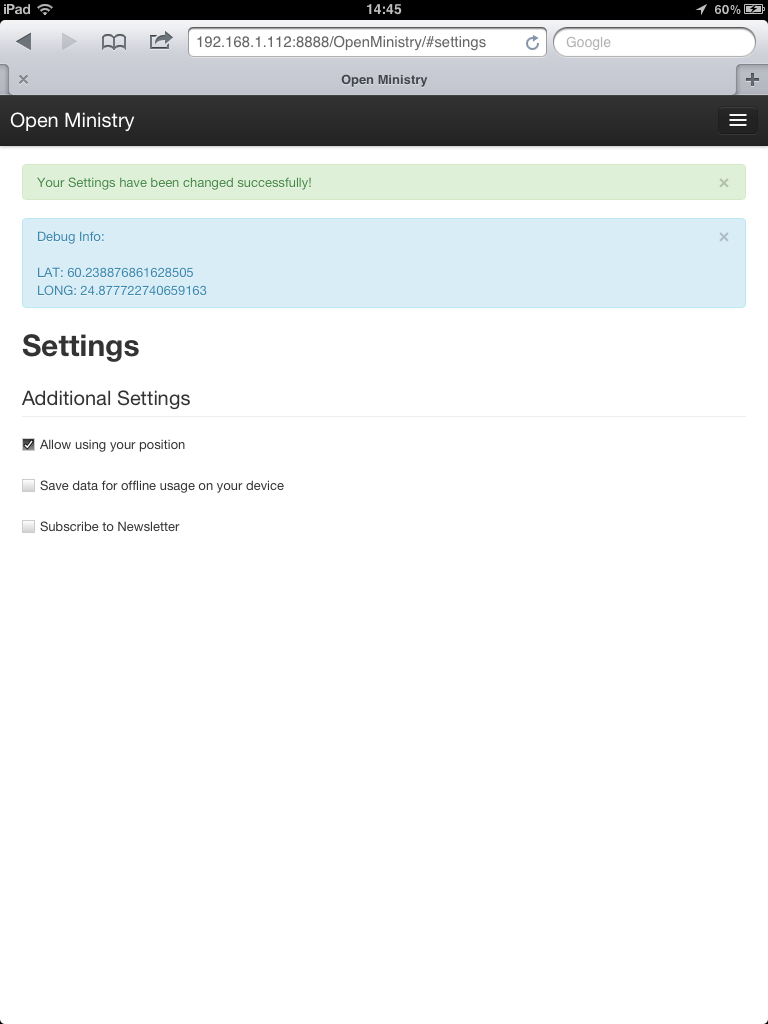 iPad 14:45 60%
192.168.1.112:8888/OpenMinistry/#settings Google
Open Ministry
Open Ministry
Your Settings have been changed successfully!
Debug Info:
LAT: 60.238876861628505
LONG: 24.877722740659163
Settings
Additional Settings
Allow using your position
Save data for offline usage on your device
Subscribe to Newsletter